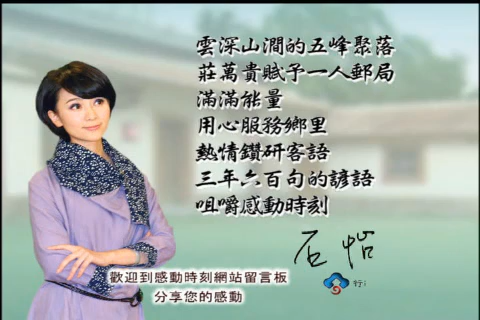 雲深山澗的五峰聚落
莊萬貴賦予一人郵局
滿滿能量
用心服務鄉里
熱情鑽研客語
三年六百句的諺語
咀嚼感動時刻
石怡
歡迎到感動時刻網站留言板
分享您的感動